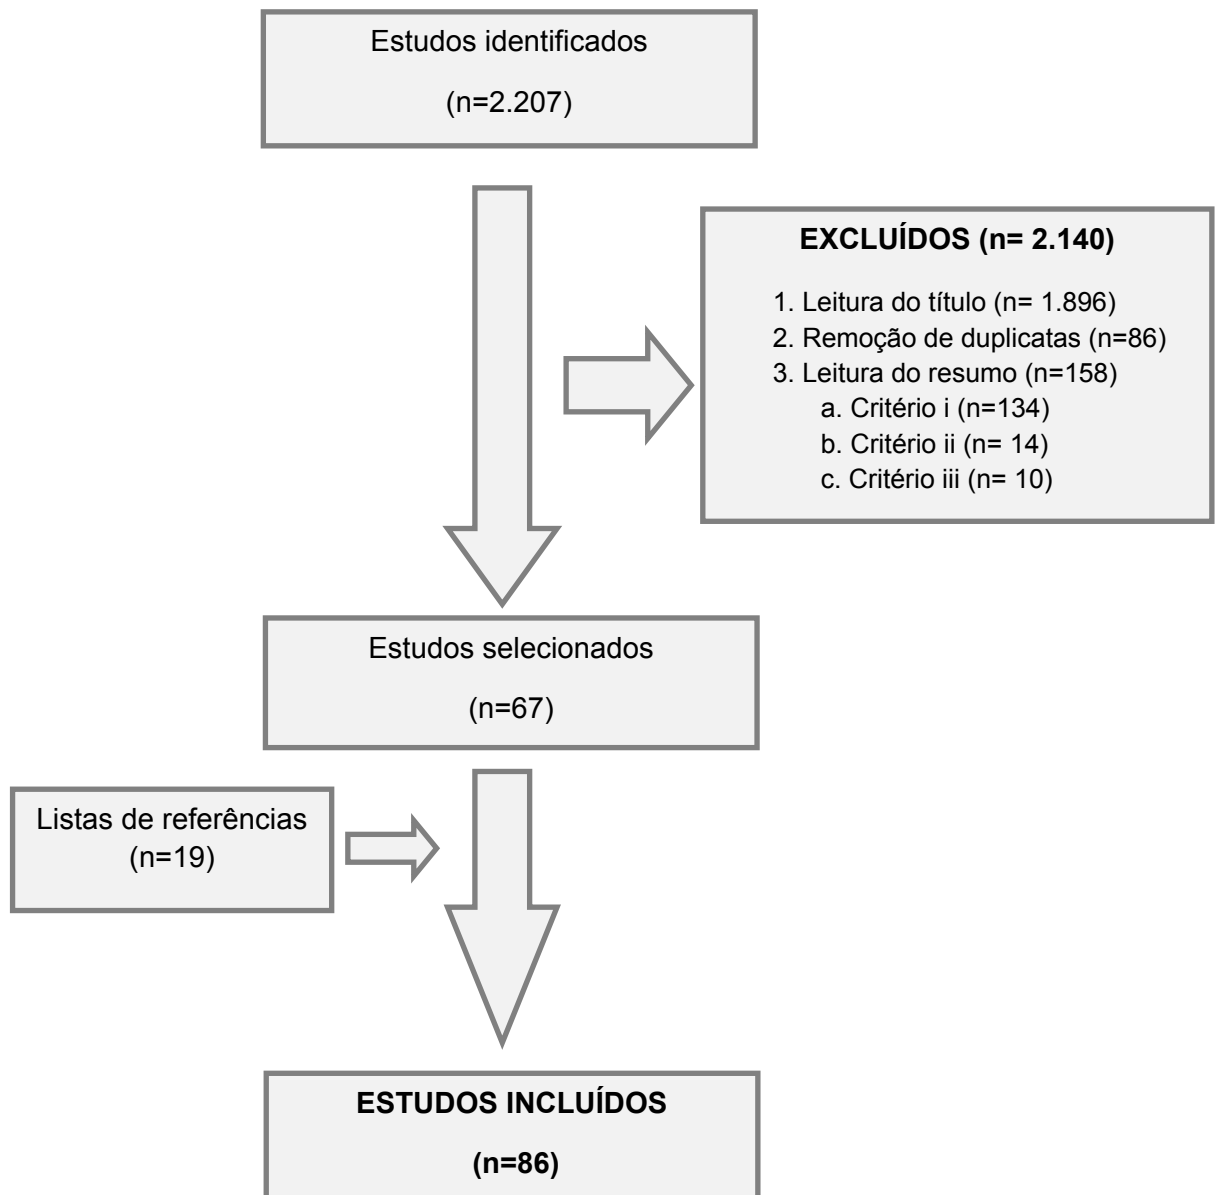 Estudos identificados
(n=2.207)
EXCLUÍDOS (n= 2.140)
1. Leitura do título (n= 1.896)
2. Remoção de duplicatas (n=86)
3. Leitura do resumo (n=158)
a. Critério i (n=134)
b. Critério ii (n= 14)
c. Critério iii (n= 10)
Estudos selecionados
(n=67)
Listas de referências
(n=19)
ESTUDOS INCLUÍDOS
(n=86)